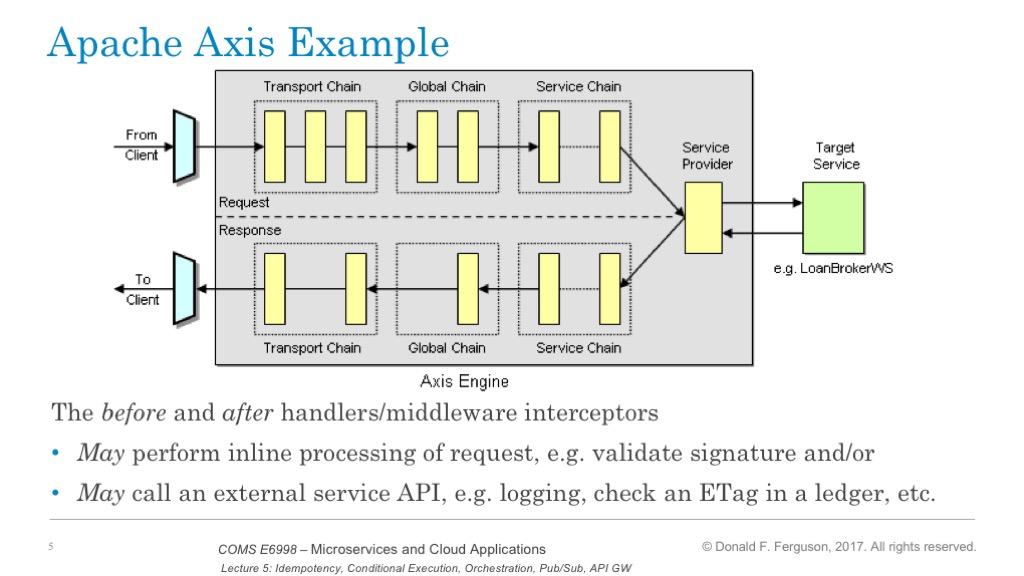 Apache Axis Example
Transport Chain
Global Chain
Service Chain
From
Client
Service
Provider
Target
Service
Request
Response
e.g. LoanBrokerWS
To
Client
Transport Chain
Global Chain
Service Chain
Axis Engine
The before and after handlers/middleware interceptors
• May perform inline processing of request, e.g. validate signature and/or
• May call an external service API, e.g. logging, check an ETag in a ledger, etc.
5
COMS E6998 – Microservices and Cloud Applications
Lecture 5: Idempotency, Conditional Execution, Orchestration, Pub/Sub, API GW
© Donald F. Ferguson, 2017. All rights reserved.